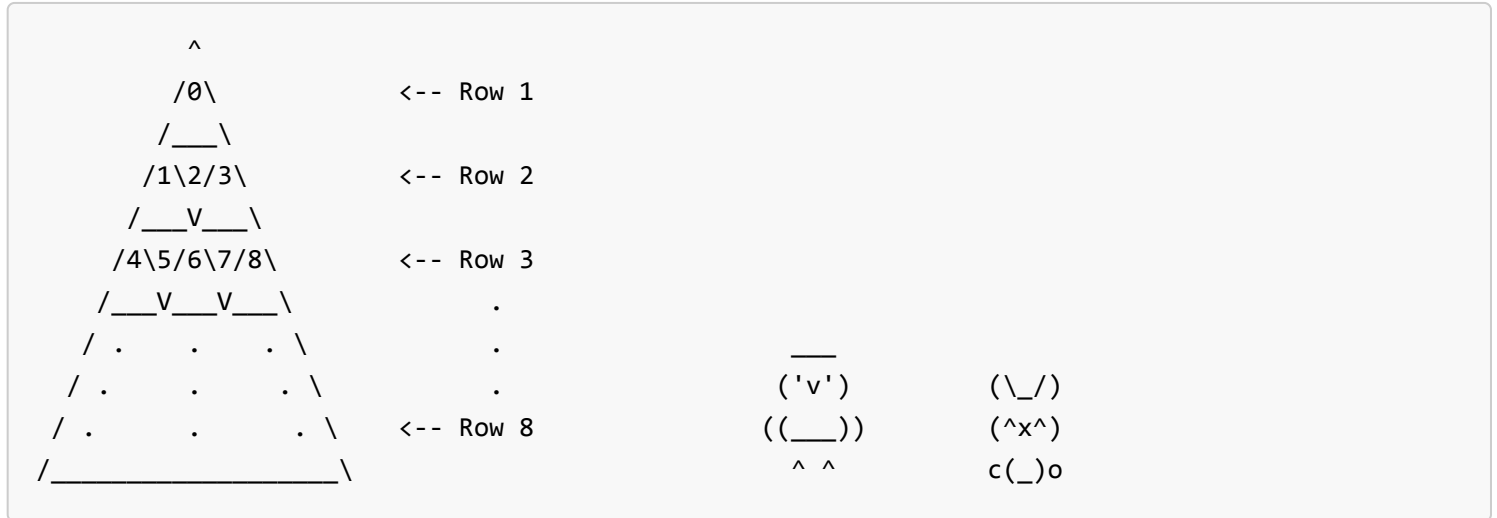 ^
           /0\            <-- Row 1
          /___\
         /1\2/3\          <-- Row 2
        /___V___\
       /4\5/6\7/8\        <-- Row 3
      /___V___V___\             .
     / .    .    . \            .                   ___
    / .     .     . \           .                  ('v')         (\_/)
   / .      .      . \    <-- Row 8               ((___))        (^x^)
  /___________________\                             ^ ^          c(_)o